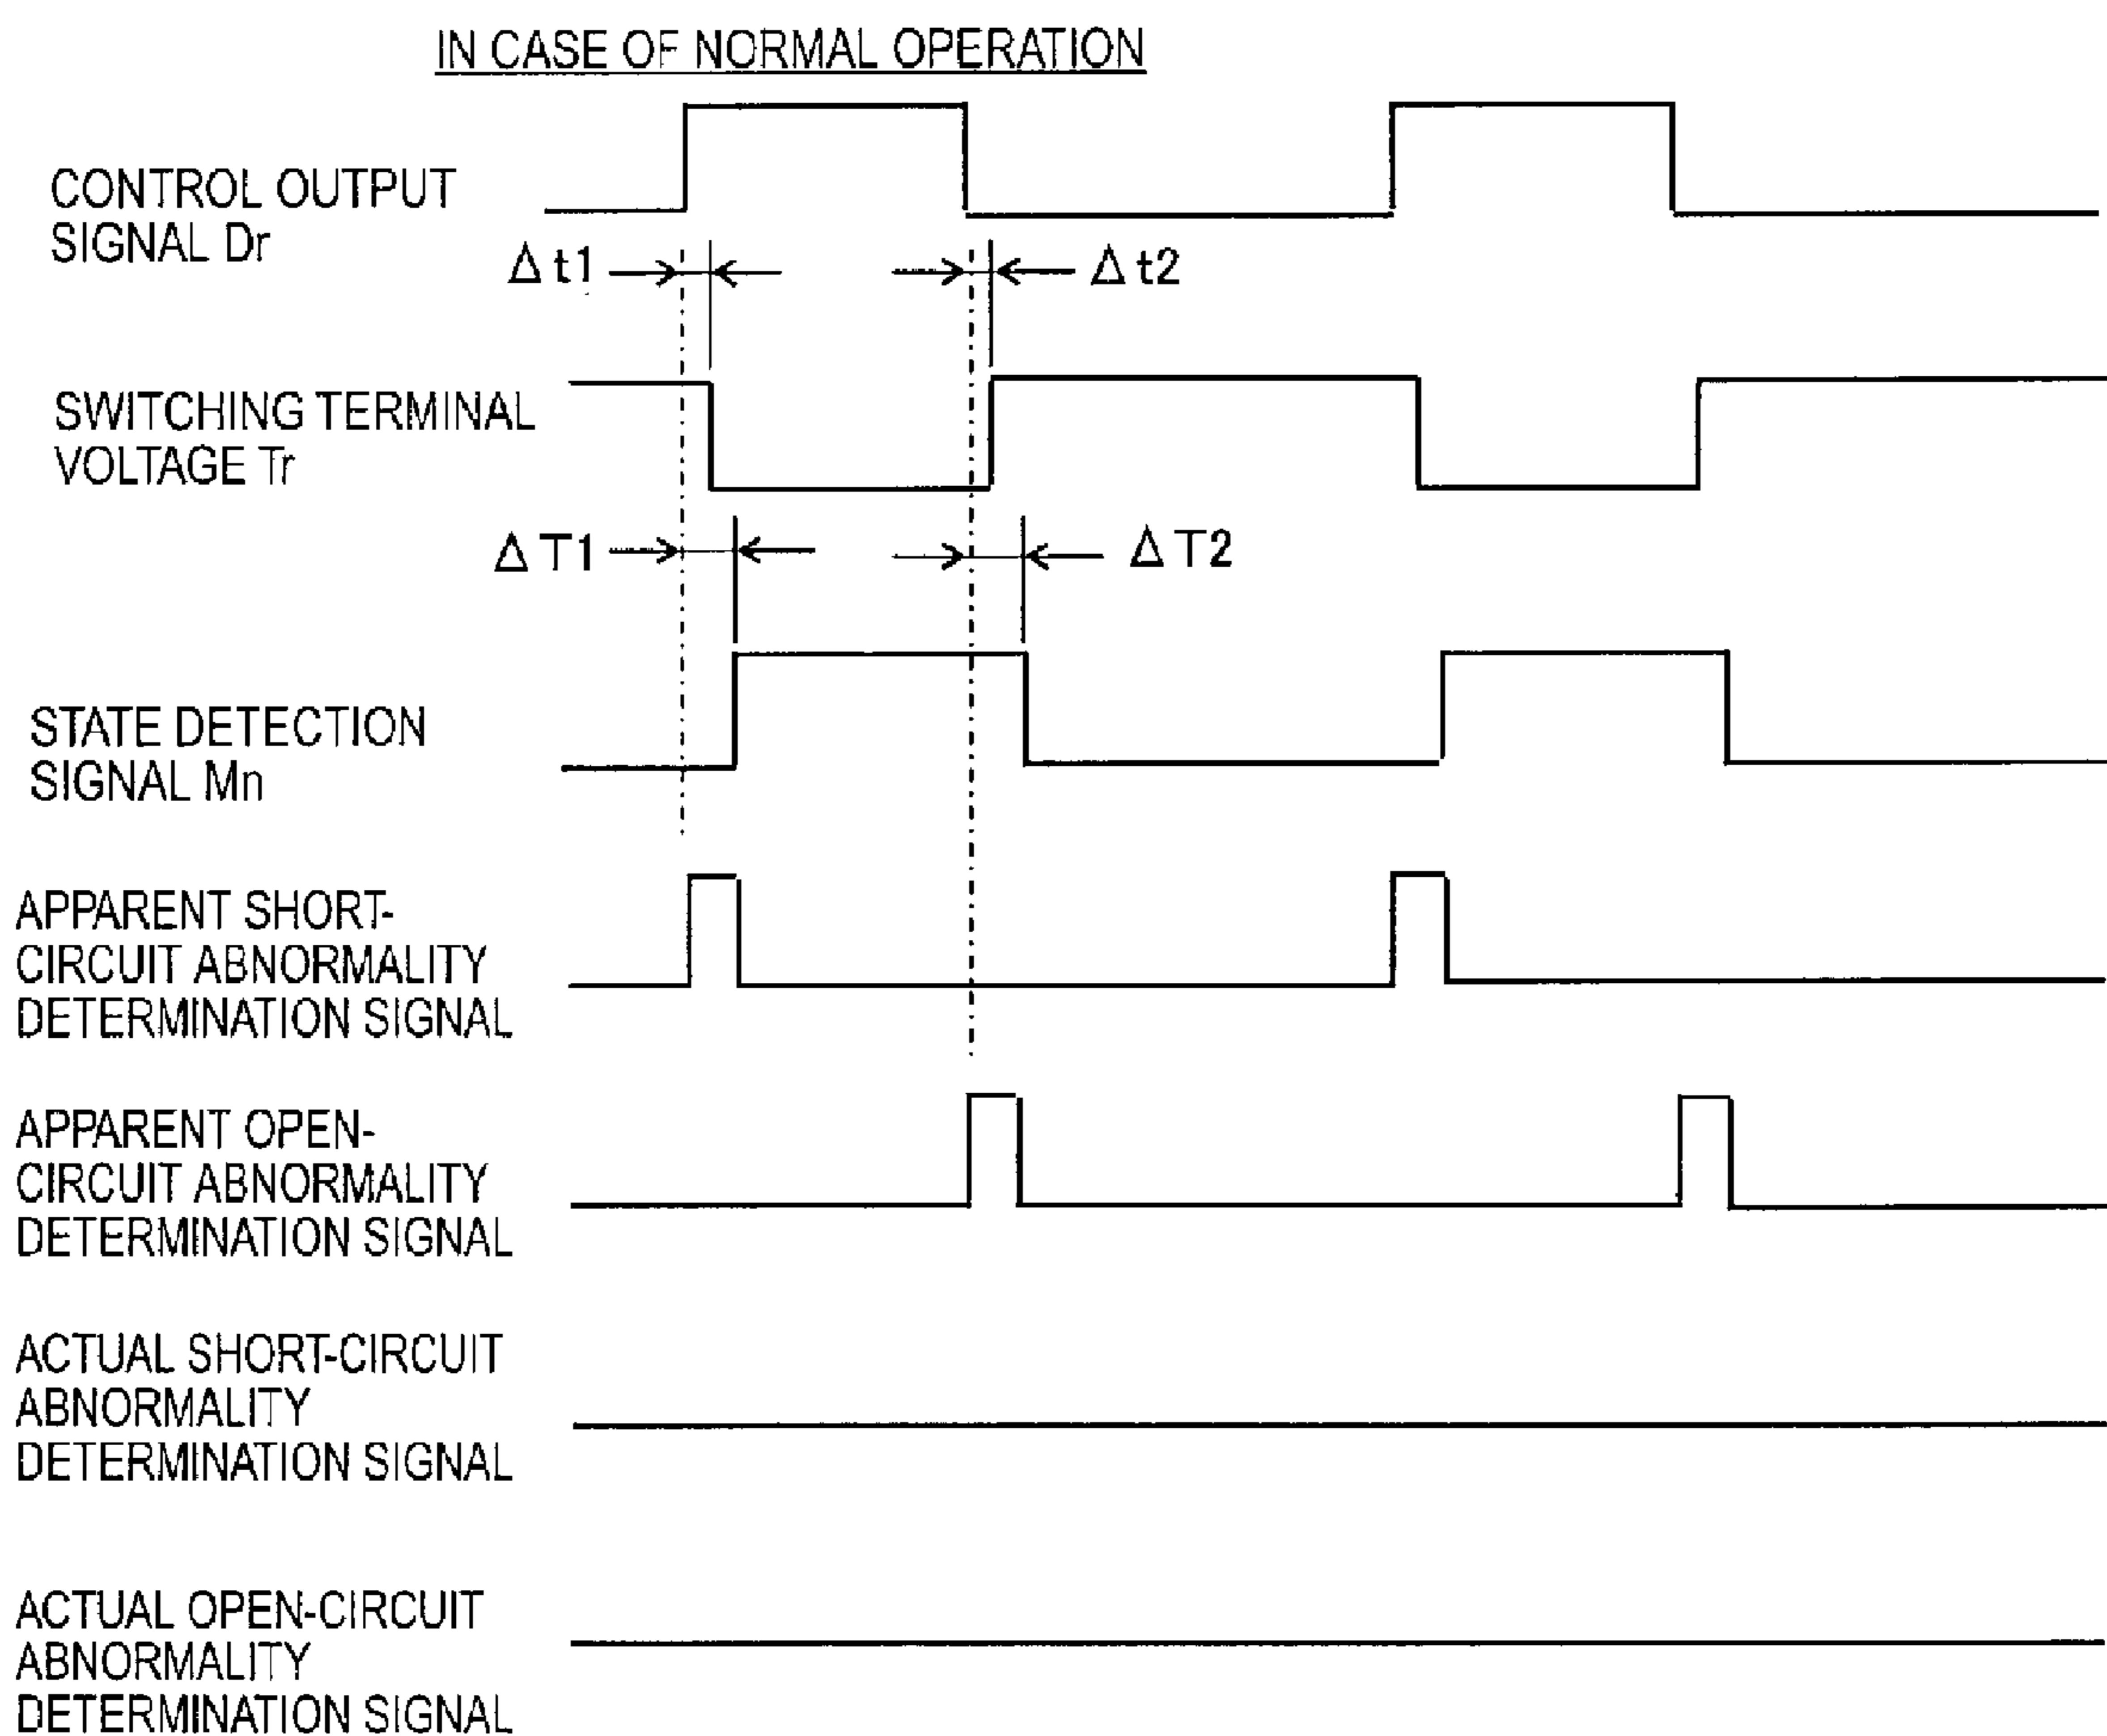 IN CASE OF NORMAL OPERATION
CONTROL OUTPUT
SIGNAL Dr
Δt1
Δt2
SWITCHING TERMINAL
VOLTAGE Tr
ΔT1
ΔT2
STATE DETECTION
SIGNAL Mn
APPARENT SHORT-
CIRCUIT ABNORMALITY
DETERMINATION SIGNAL
APPARENT OPEN-
CIRCUIT ABNORMALITY
DETERMINATION SIGNAL
ACTUAL SHORT-CIRCUIT
ABNORMALITY
DETERMINATION SIGNAL
ACTUAL OPEN-CIRCUIT
ABNORMALITY
DETERMINATION SIGNAL